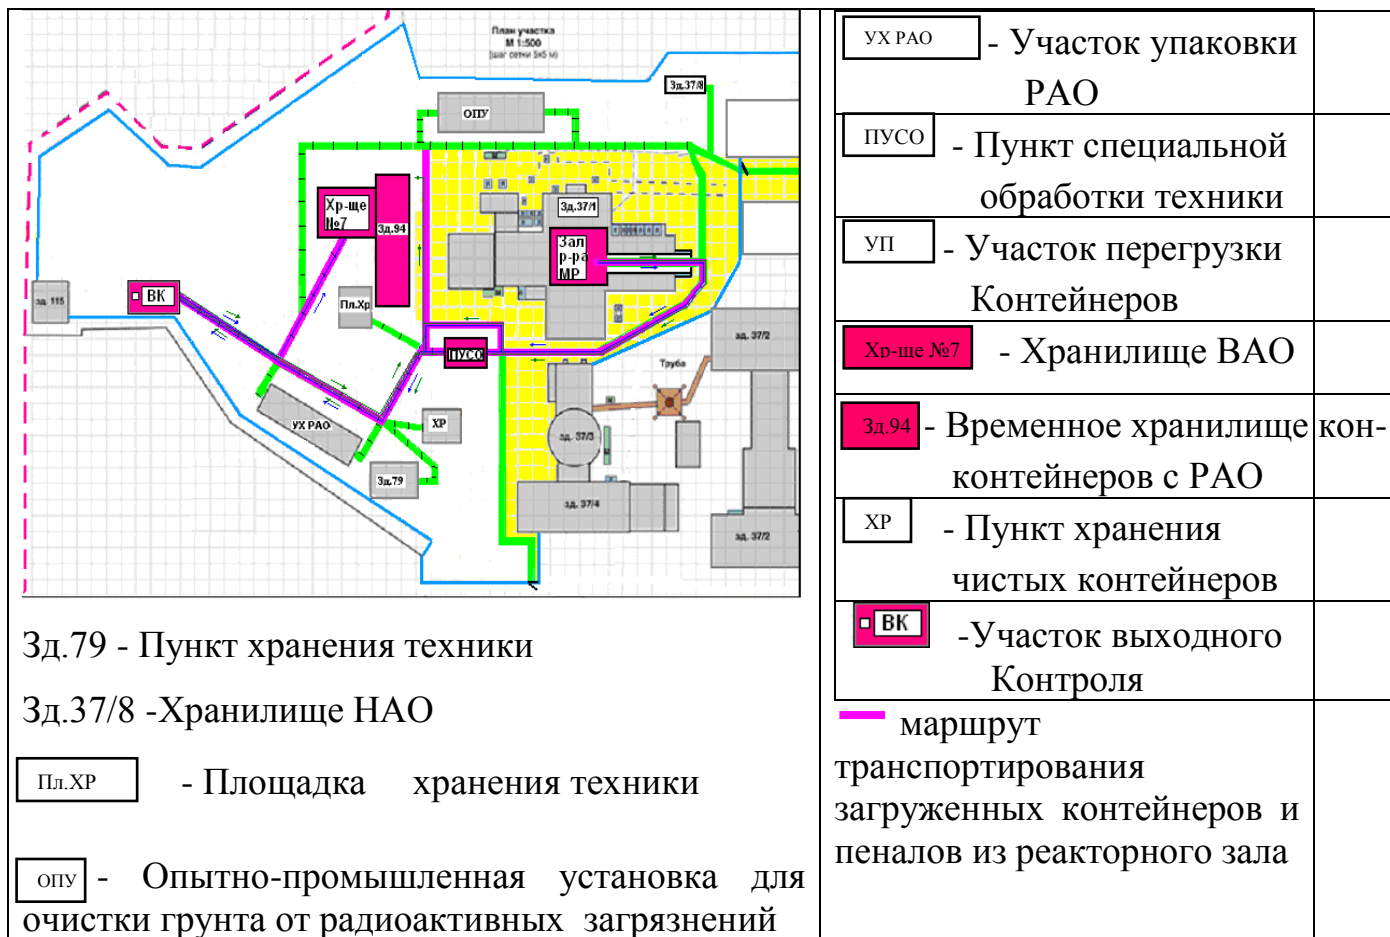 План участка
М 1:500
(шаг сетки 5х5 м)
Зд.37/8
ОПУ
Хр-ще
№7
Зд.94
Зд.37/1
Зал
р-ра
МР
зд. 115
ВК
Пл.Хр
ПУСО
зд. 37/2
Труба
УХ РАО
ХР
зд. 37/3
Зд.79
зд. 37/4
зд. 37/2
Зд.79 - Пункт хранения техники
Зд.37/8 -Хранилище НАО
Пл.ХР - Площадка хранения техники
ОПУ - Опытно-промышленная установка для
очистки грунта от радиоактивных загрязнений
УХ РАО - Участок упаковки
РАО
ПУСО - Пункт специальной
обработки техники
УП - Участок перегрузки
Контейнеров
Хр-ще №7 - Хранилище ВАО
Зд.94 - Временное хранилище кон-
контейнеров с РАО
ХР - Пункт хранения
чистых контейнеров
ВК -Участок выходного
Контроля
маршрут
транспортирования
загруженных контейнеров и
пеналов из реакторного зала